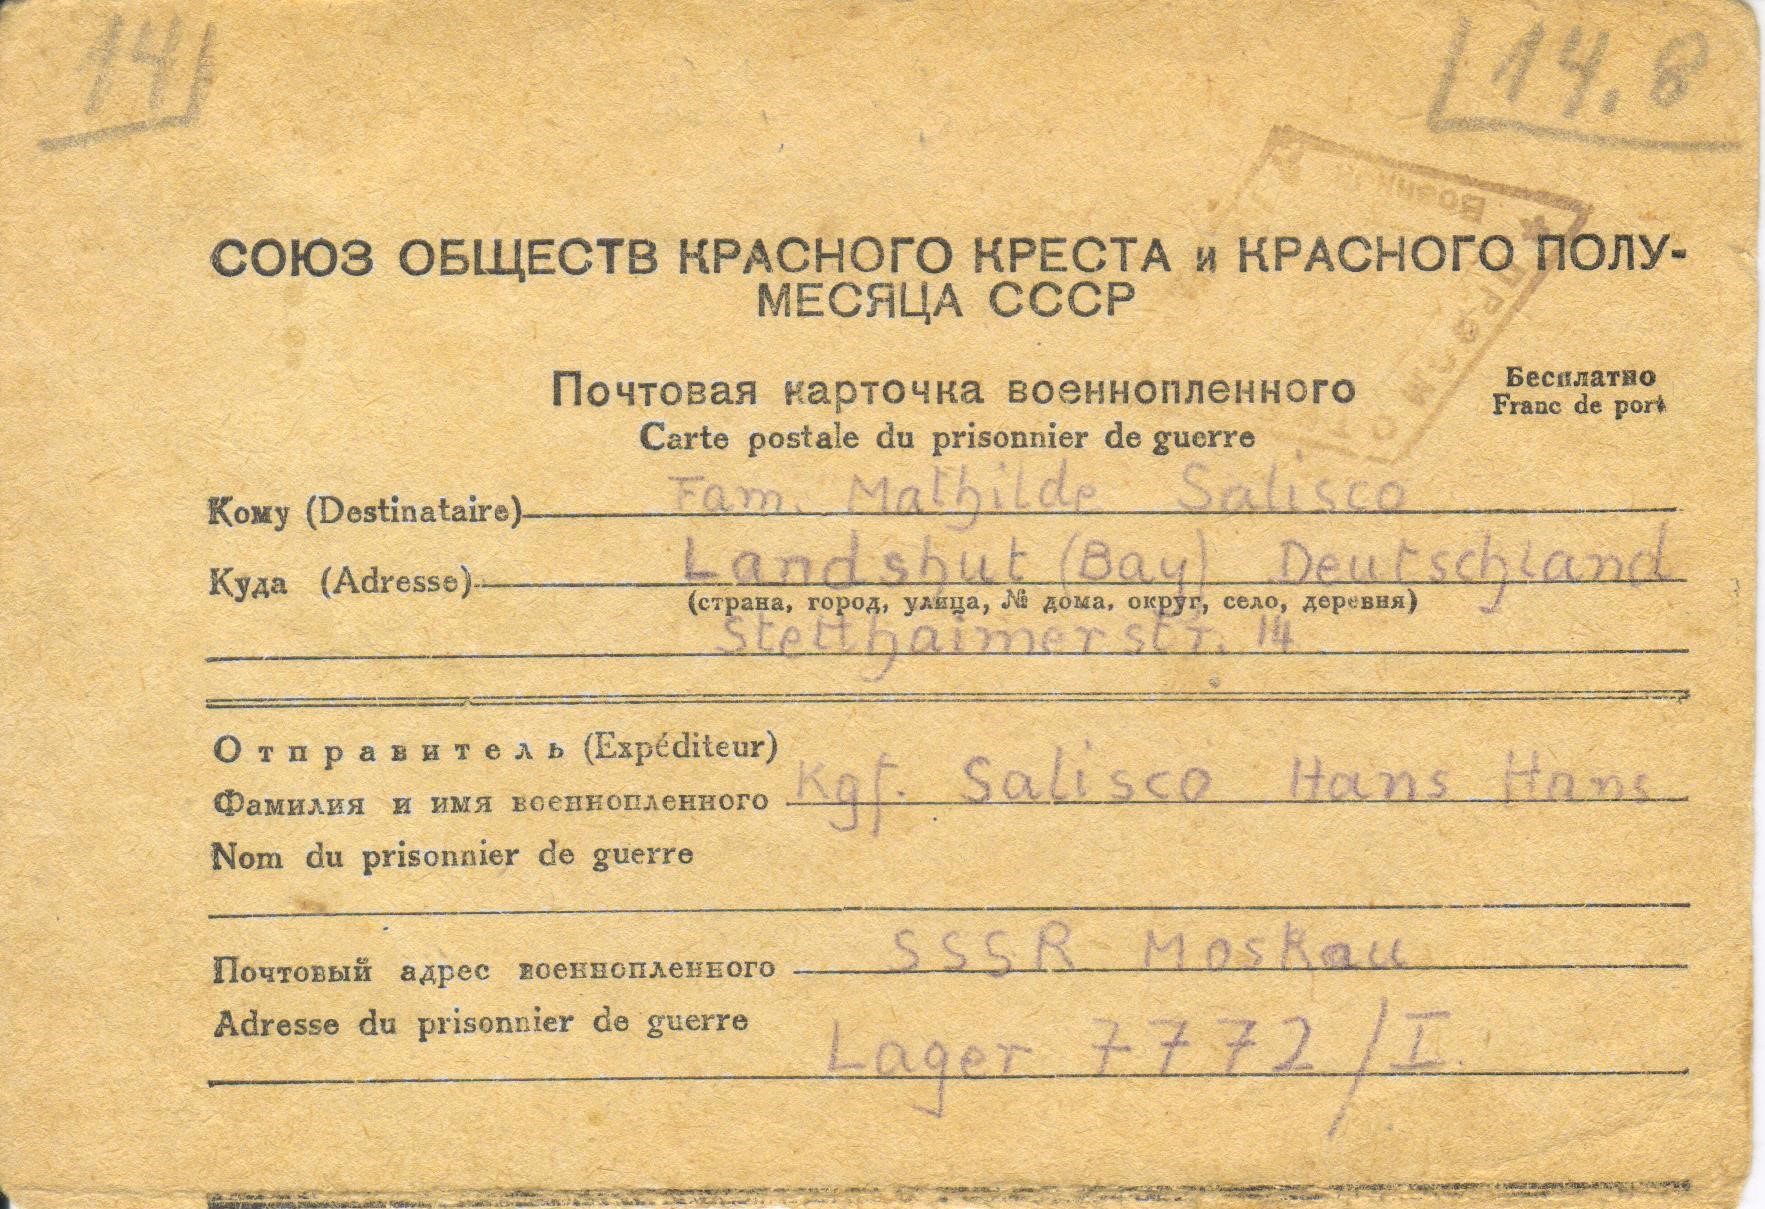 14
14.8
СОЮЗ ОБЩЕСТВ КРАСНОГО КРЕСТА и КРАСНОГО ПОЛУ-
МЕСЯЦА СССР
Почтовая карточка военнопленного
Бесплатно
Carte postale du prisonnier de guerre
Franc de port
Кому (Destinataire) Fam. Mathilde Salisco
Куда (Adresse) Landshut (Bay) Deutschland
(страна, город, улица, № дома, округ, село, деревня)
Stetthaimerstr. 14
Отправитель (Expéditeur)
Фамилия и имя военнопленного Kgf. Salisco Hans Hans
Nom du prisonnier de guerre
Почтовый адрес военнопленного SSSR Moskau
Adresse du prisonnier de guerre
Lager 7772/I.